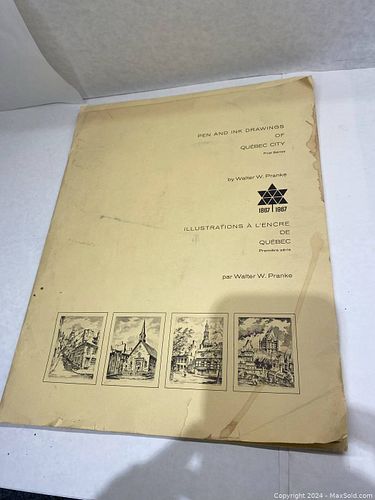 PEN AND INK DRAWINGS
OF
QUÉBEC CITY
First Series
by Walter W. Pranke
1867 1967
ILLUSTRATIONS À L'ENCRE
DE
QUÉBEC
Première série
par Walter W. Pranke
Copyright 2024 - MaxSold.com